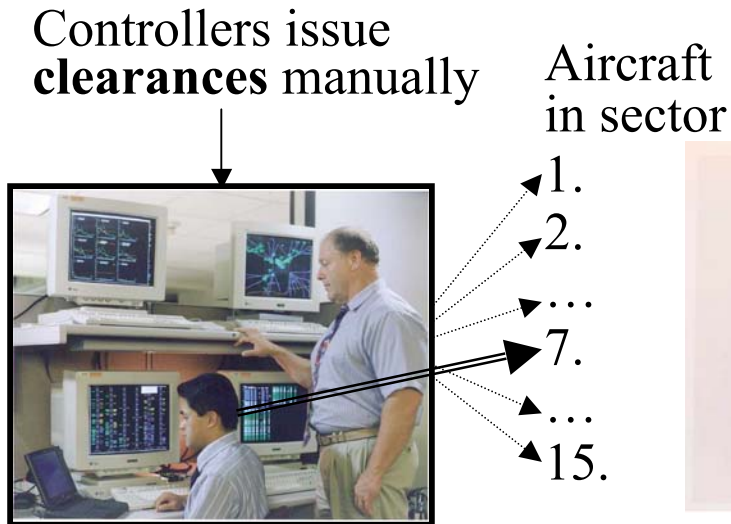 Controllers issue
clearances manually
Aircraft
in sector
1.
2.
...
7.
...
15.